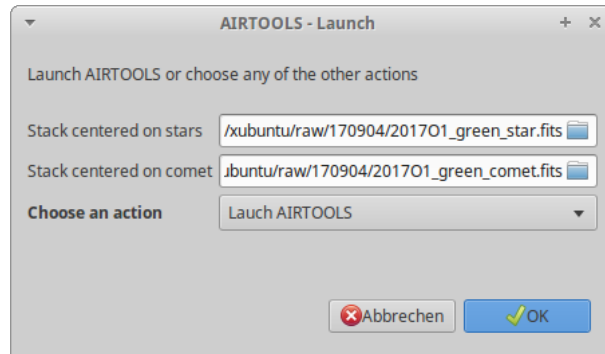 AIRTOOLS - Launch
Launch AIRTOOLS or choose any of the other actions
Stack centered on stars /xubuntu/raw/170904/2017O1_green_star.fits
Stack centered on comet ubuntu/raw/170904/2017O1_green_comet.fits
Choose an action Lauch AIRTOOLS
Abbrechen OK